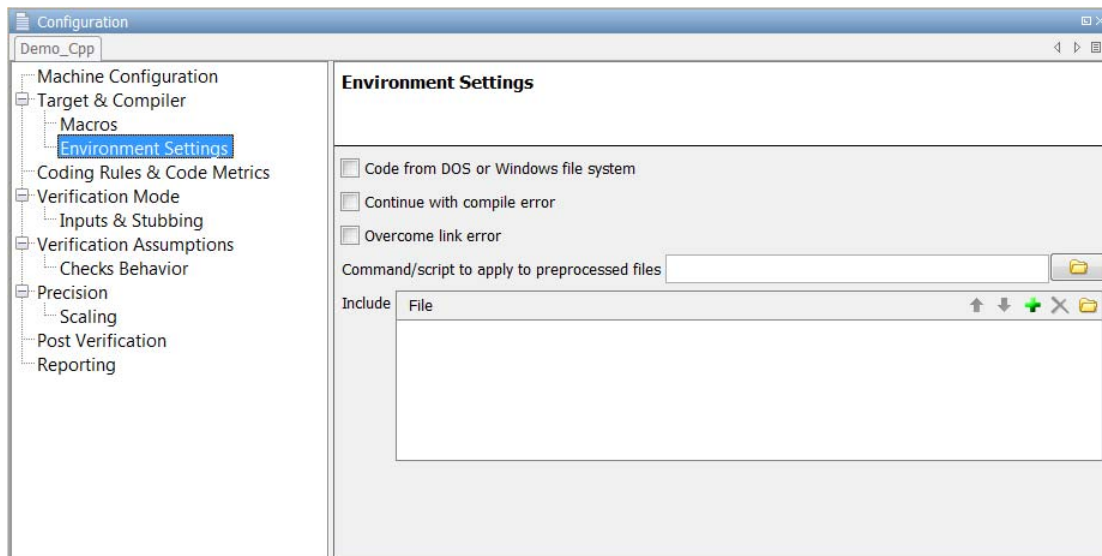 Configuration
Demo_Cpp
Machine Configuration
Target & Compiler
Macros
Environment Settings
Coding Rules & Code Metrics
Verification Mode
Inputs & Stubbing
Verification Assumptions
Checks Behavior
Precision
Scaling
Post Verification
Reporting
Environment Settings
Code from DOS or Windows file system
Continue with compile error
Overcome link error
Command/script to apply to preprocessed files
Include
File